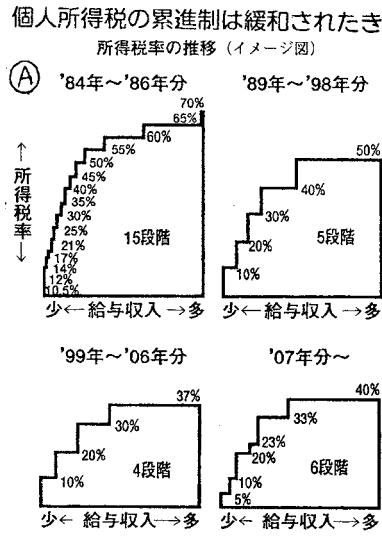 個人所得税の累進制は緩和されたき
所得税率の推移（イメージ図）
Ⓐ
'84年～'86年分
70%
65%
60%
55%
50%
45%
40%
35%
30%
25%
21%
17%
14%
12%
10.5%
15段階
←所得税率→
少←給与収入→多
'89年～'98年分
50%
40%
30%
20%
10%
5段階
少←給与収入→多
'99年～'06年分
37%
30%
20%
10%
4段階
少←給与収入→多
'07年分～
40%
33%
23%
20%
10%
5%
6段階
少←給与収入→多